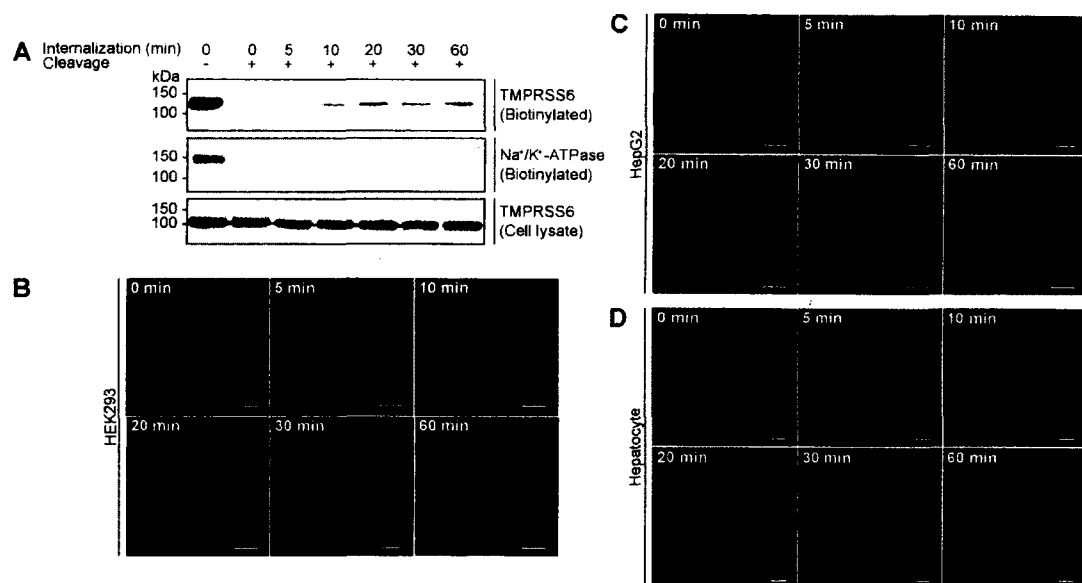 A
Internalization (min) 0 0 5 10 20 30 60
Cleavage - + + + + + +
kDa
150
100
TMPRSS6
(Biotinylated)
150
100
Na+/K+-ATPase
(Biotinylated)
150
100
TMPRSS6
(Cell lysate)
B
HEK293
0 min 5 min 10 min
20 min 30 min 60 min
C
HepG2
0 min 5 min 10 min
20 min 30 min 60 min
D
Hepatocyte
0 min 5 min 10 min
20 min 30 min 60 min